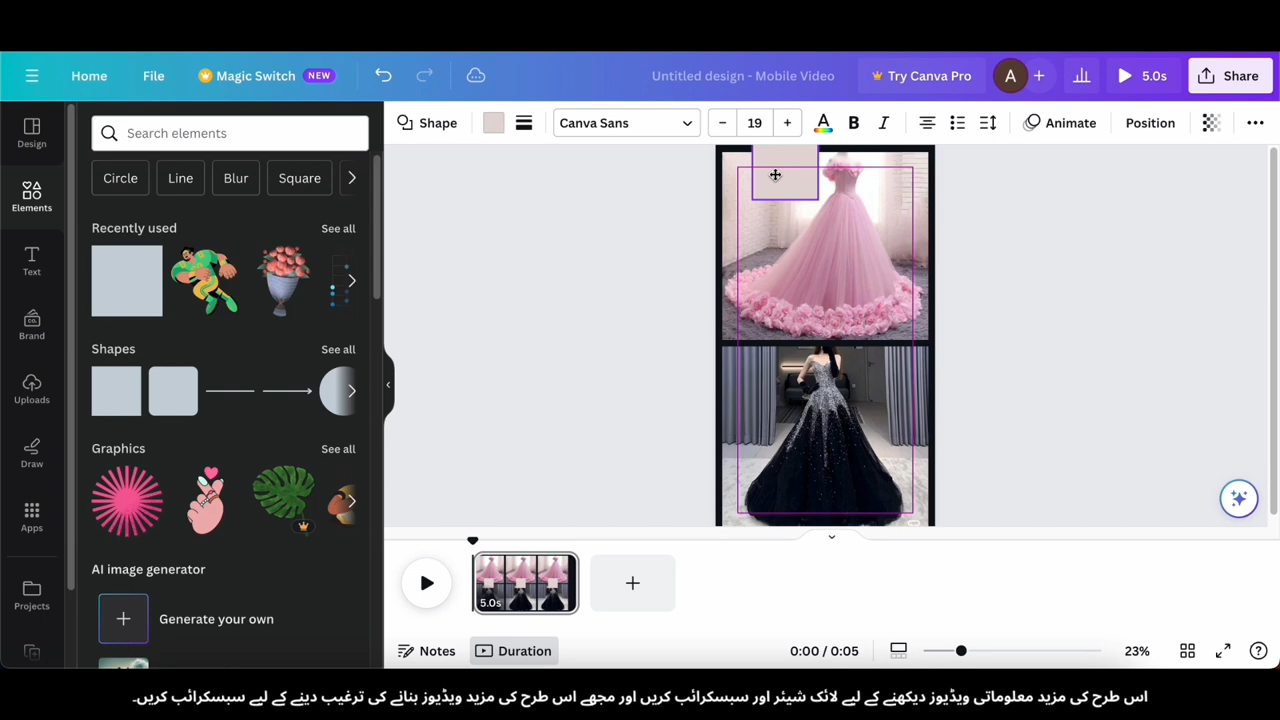 Home
File
Magic Switch
NEW
Untitled design - Mobile Video
Try Canva Pro
A
5.0s
Share
Design
Elements
Text
Brand
Uploads
Draw
Apps
Projects
Search elements
Circle
Line
Blur
Square
Recently used
See all
Shapes
See all
Graphics
See all
AI image generator
Generate your own
Shape
Canva Sans
19
A
B
I
Animate
Position
5.0s
Notes
Duration
0:00 / 0:05
23%
اس طرح کی مزید معلوماتی ویڈیوز دیکھنے کے لیے لائک شیئر اور سبسکرائب کریں اور مجھے اس طرح کی مزید ویڈیوز بنانے کی ترغیب دینے کے لیے سبسکرائب کریں۔